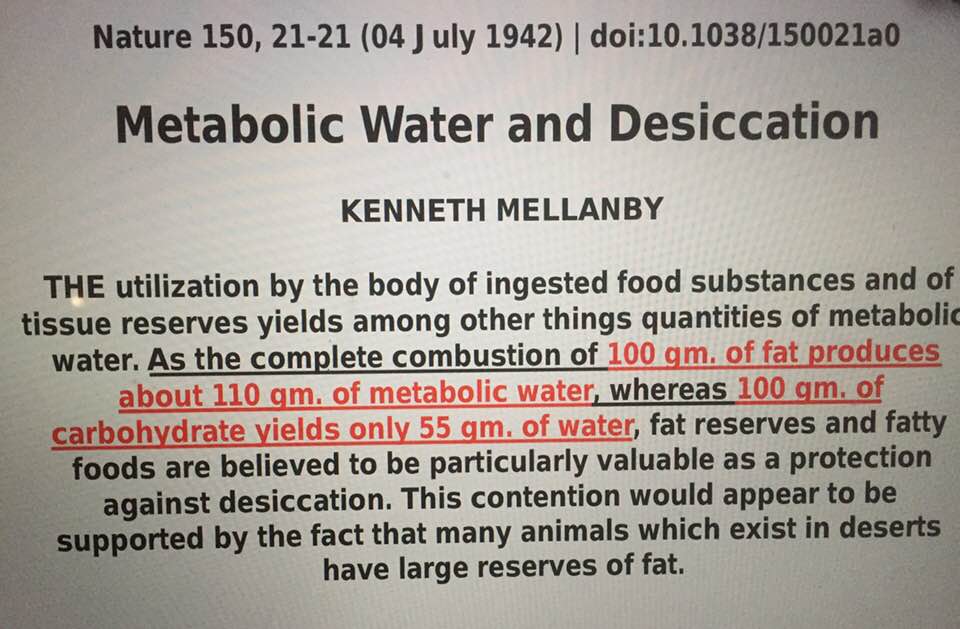 Nature 150, 21-21 (04 July 1942) | doi:10.1038/150021a0
Metabolic Water and Desiccation
KENNETH MELLANBY
THE utilization by the body of ingested food substances and of
tissue reserves yields among other things quantities of metabolic
water. As the complete combustion of 100 gm. of fat produces
about 110 gm. of metabolic water, whereas 100 gm. of
carbohydrate yields only 55 gm. of water, fat reserves and fatty
foods are believed to be particularly valuable as a protection
against desiccation. This contention would appear to be
supported by the fact that many animals which exist in deserts
have large reserves of fat.